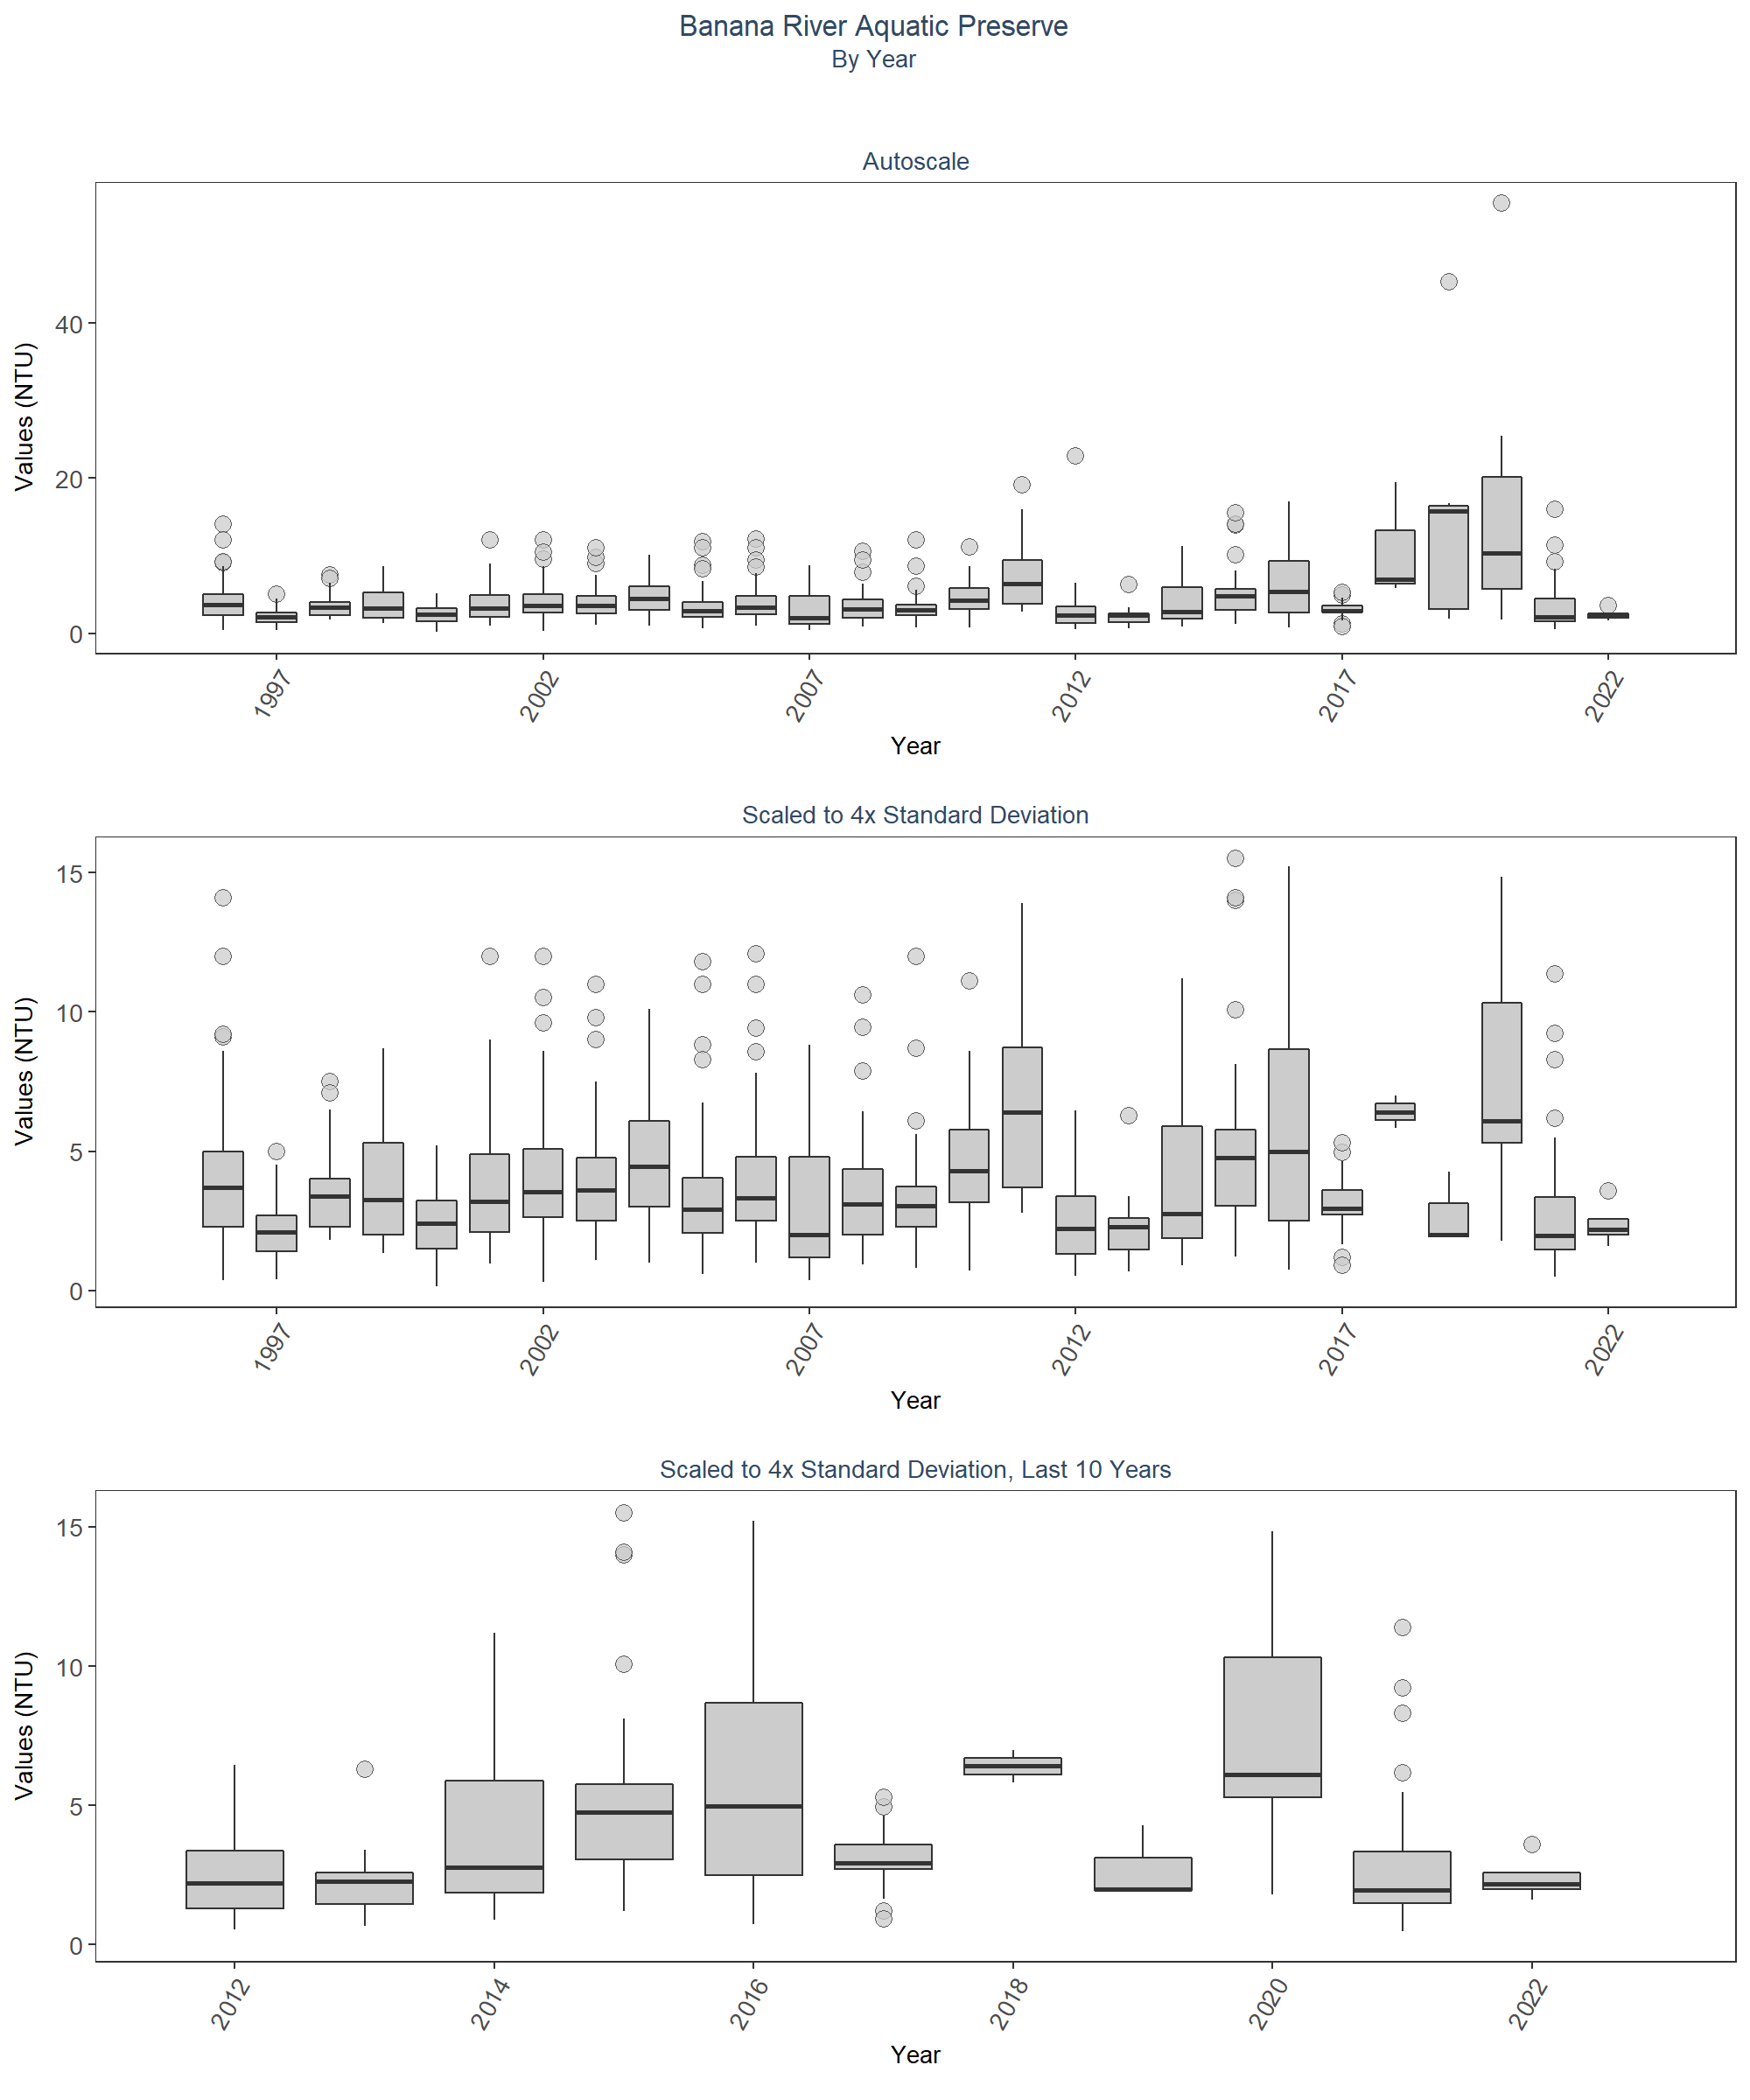 Banana River Aquatic Preserve
By Year
Autoscale
Values (NTU)
40
20
0
1997 2002 2007 2012 2017 2022
Year
Scaled to 4x Standard Deviation
Values (NTU)
15
10
5
0
1997 2002 2007 2012 2017 2022
Year
Scaled to 4x Standard Deviation, Last 10 Years
Values (NTU)
15
10
5
0
2012 2014 2016 2018 2020 2022
Year